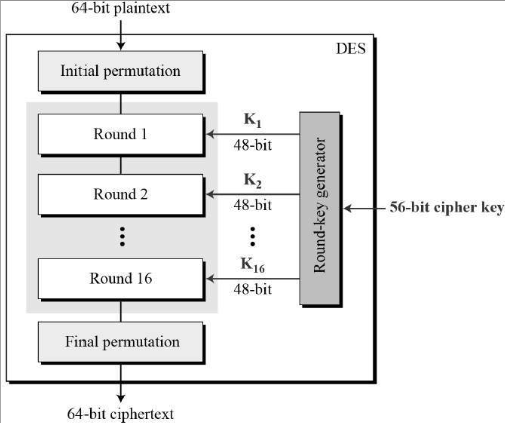 64-bit plaintext
DES
Initial permutation
K1
Round 1
48-bit
K2
Round 2
48-bit
Round-key generator
56-bit cipher key
K16
Round 16
48-bit
Final permutation
64-bit ciphertext